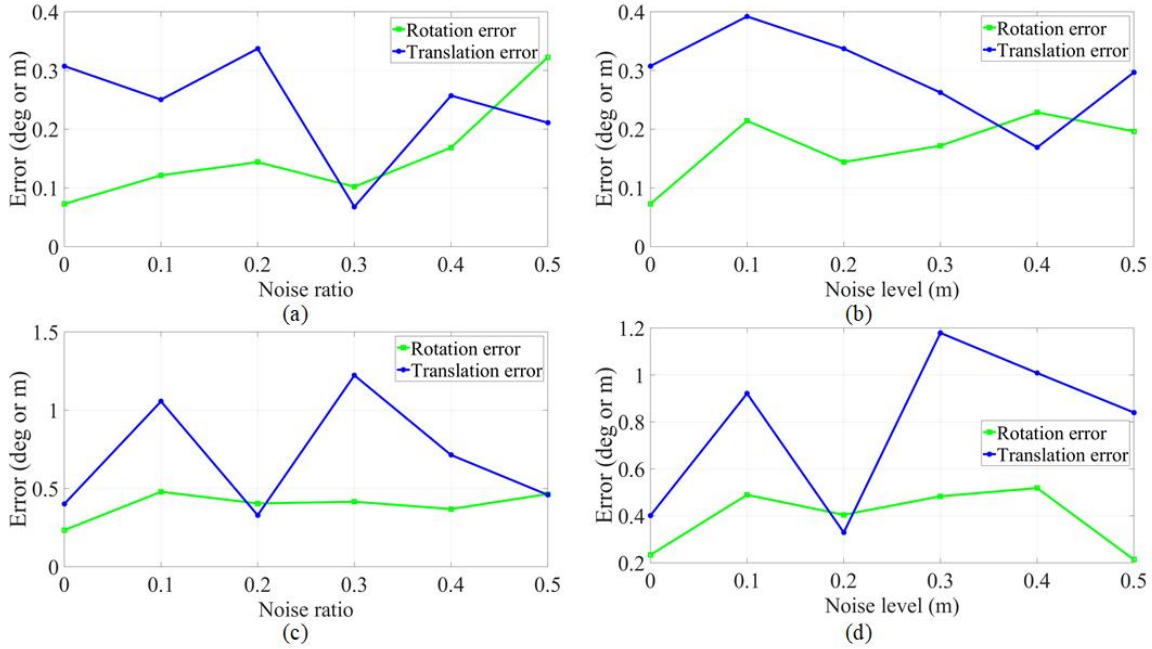 0.4
0.3
0.2
0.1
0
Error (deg or m)
Rotation error
Translation error
0 0.1 0.2 0.3 0.4 0.5
Noise ratio
(a)
0.4
0.3
0.2
0.1
0
Error (deg or m)
Rotation error
Translation error
0 0.1 0.2 0.3 0.4 0.5
Noise level (m)
(b)
1.5
1
0.5
0
Error (deg or m)
Rotation error
Translation error
0 0.1 0.2 0.3 0.4 0.5
Noise ratio
(c)
1.2
1
0.8
0.6
0.4
0.2
Error (deg or m)
Rotation error
Translation error
0 0.1 0.2 0.3 0.4 0.5
Noise level (m)
(d)